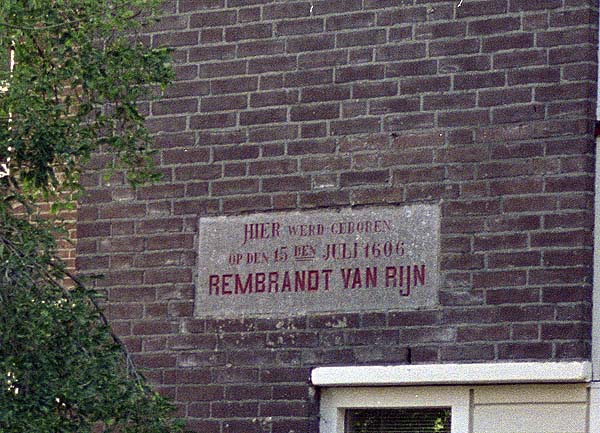 HIER WERD GEBOREN
OP DEN 15 DEN JULI 1606
REMBRANDT VAN RIJN